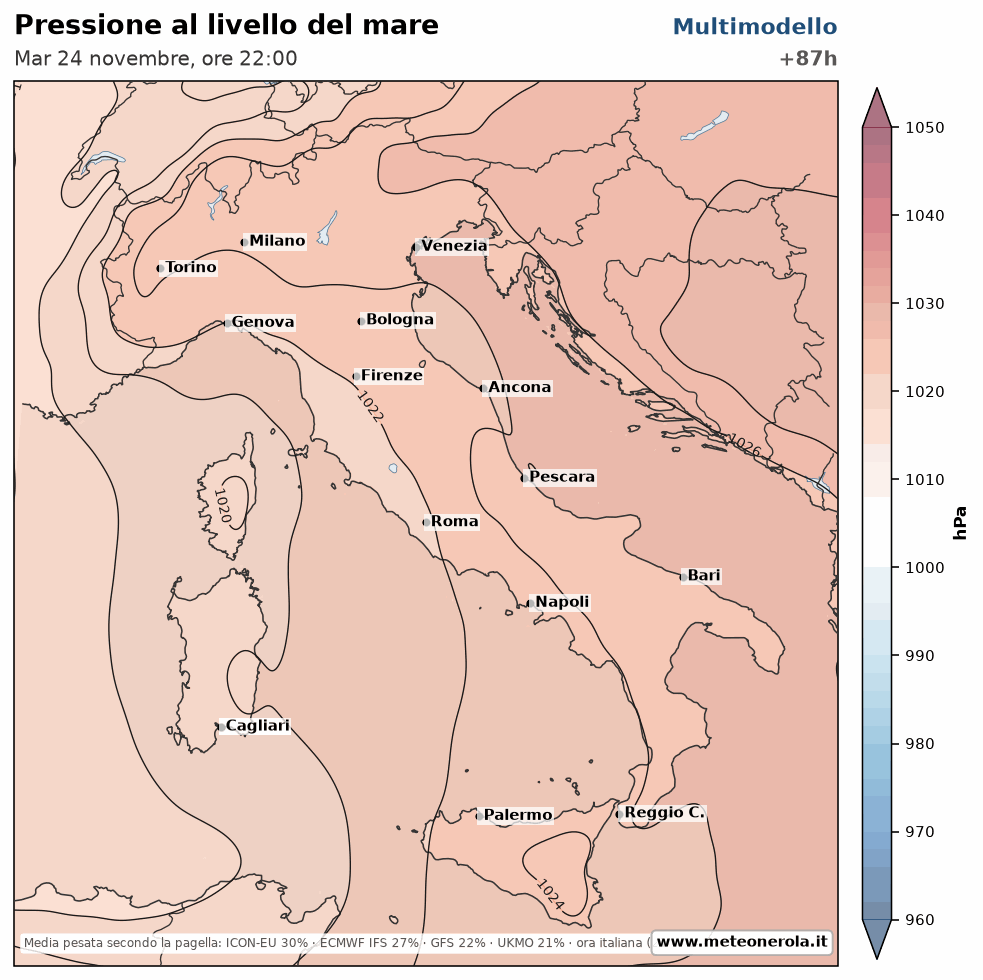 Pressione al livello del mare
Multimodello
Mar 24 novembre, ore 22:00
+87h
1050
1040
Milano
Venezia
Torino
1030
Genova
Bologna
Firenze
Ancona
1020
1022
1026
Pescara
1010
1020
Roma
hPa
1000
Bari
Napoli
990
Cagliari
980
Palermo
Reggio C.
970
1024
960
Media pesata secondo la pagella: ICON-EU 30% · ECMWF IFS 27% · GFS 22% · UKMO 21% · ora italiana (
www.meteonerola.it